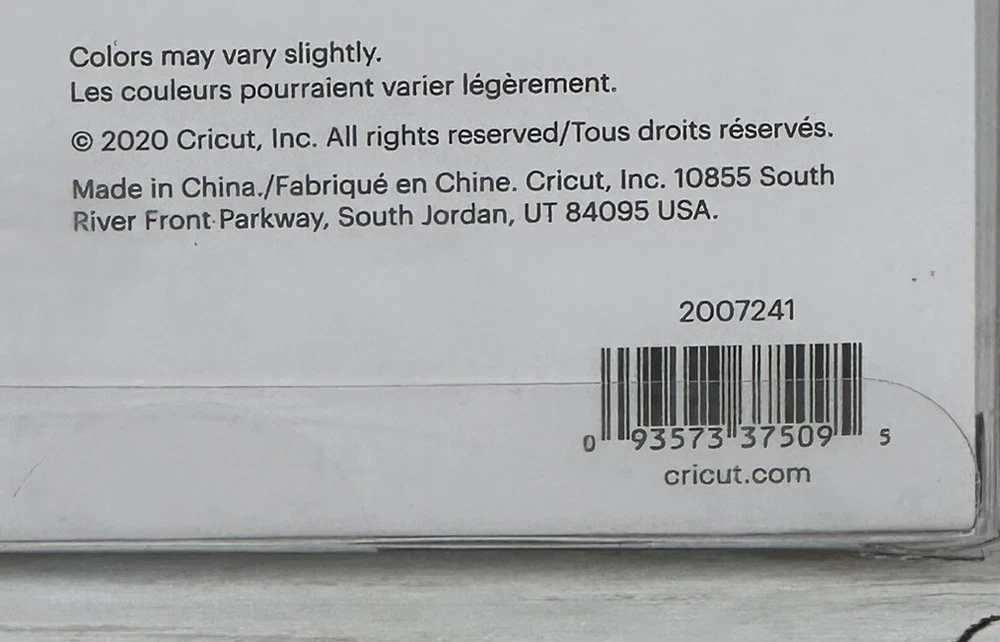 Colors may vary slightly.
Les couleurs pourraient varier légèrement.
© 2020 Cricut, Inc. All rights reserved/Tous droits réservés.
Made in China./Fabriqué en Chine. Cricut, Inc. 10855 South
River Front Parkway, South Jordan, UT 84095 USA.
2007241
0 93573 37509 5
cricut.com